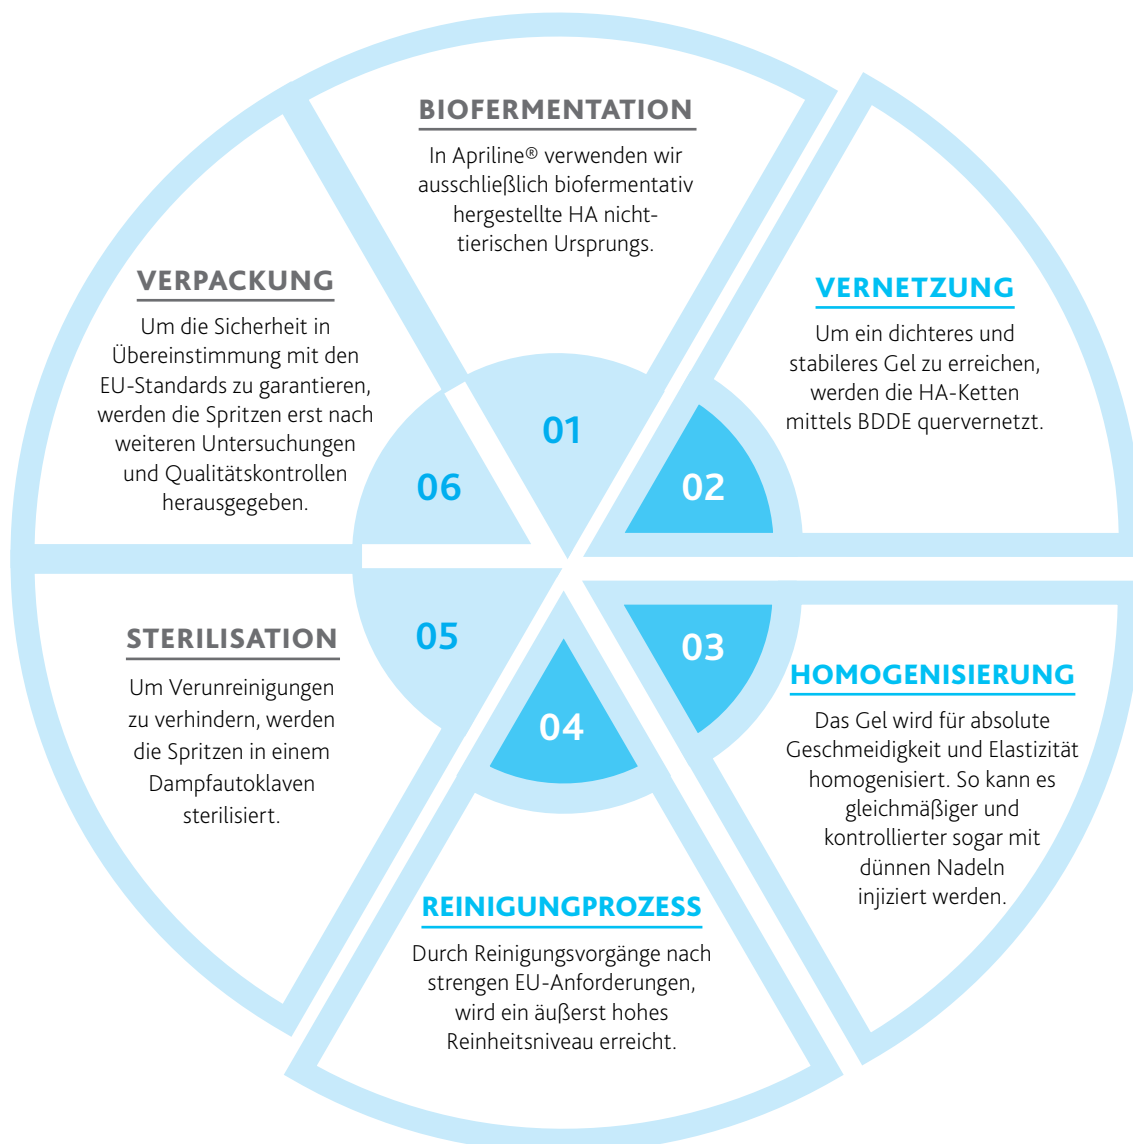 BIOFERMENTATION
In Apriline® verwenden wir
ausschließlich biofermentativ
hergestellte HA nicht-
tierischen Ursprungs.
01
VERNETZUNG
Um ein dichteres und
stabileres Gel zu erreichen,
werden die HA-Ketten
mittels BDDE quervernetzt.
02
03
HOMOGENISIERUNG
Das Gel wird für absolute
Geschmeidigkeit und Elastizität
homogenisiert. So kann es
gleichmäßiger und
kontrollierter sogar mit
dünnen Nadeln
injiziert werden.
04
REINIGUNGPROZESS
Durch Reinigungsvorgänge nach
strengen EU-Anforderungen,
wird ein äußerst hohes
Reinheitsniveau erreicht.
05
STERILISATION
Um Verunreinigungen
zu verhindern, werden
die Spritzen in einem
Dampfautoklaven
sterilisiert.
06
VERPACKUNG
Um die Sicherheit in
Übereinstimmung mit den
EU-Standards zu garantieren,
werden die Spritzen erst nach
weiteren Untersuchungen
und Qualitätskontrollen
herausgegeben.